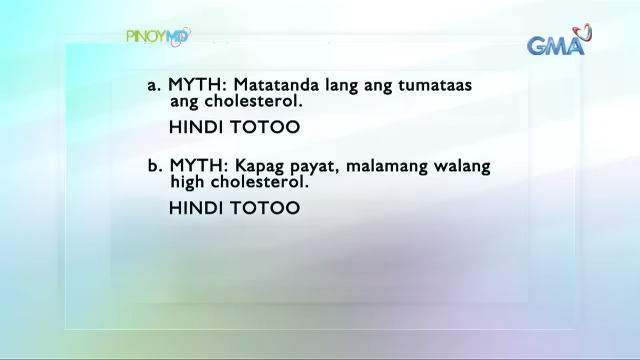 PINOYMD
GMA
a. MYTH: Matatanda lang ang tumataas
ang cholesterol.
HINDI TOTOO
b. MYTH: Kapag payat, malamang walang
high cholesterol.
HINDI TOTOO